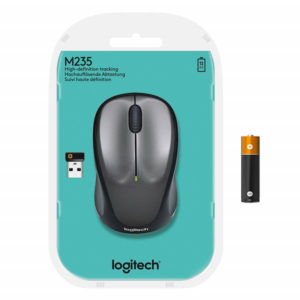 M235
High-definition tracking
Hochauflösende Abtastung
Suivi haute définition
logitech